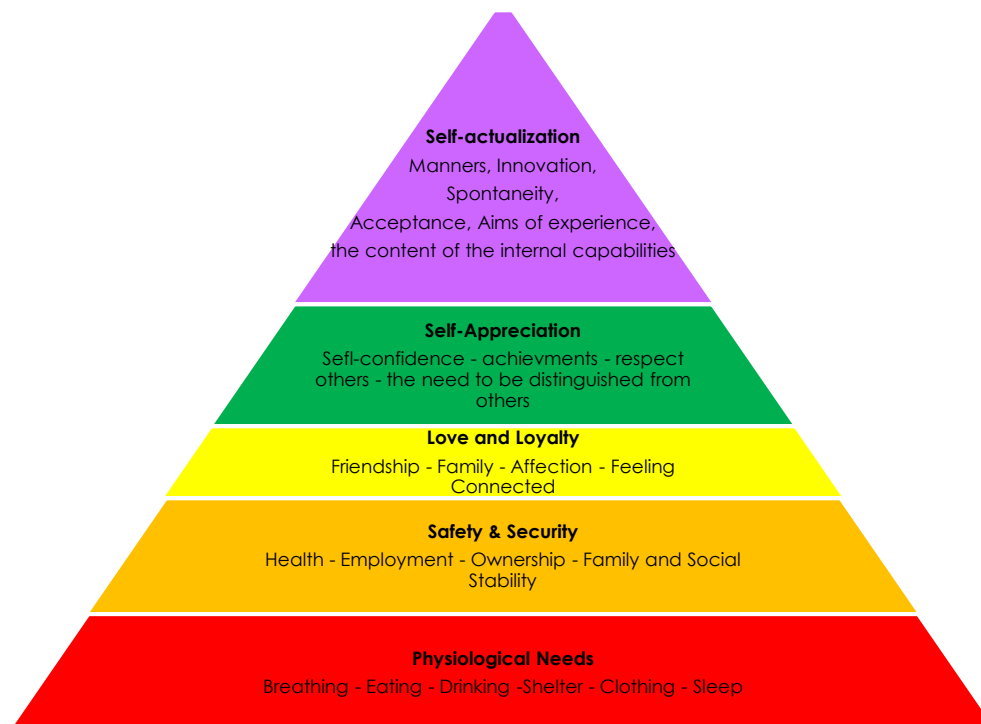 Self-actualization
Manners, Innovation,
Spontaneity,
Acceptance, Aims of experience,
the content of the internal capabilities
Self-Appreciation
Sefl-confidence - achievments - respect
others - the need to be distinguished from
others
Love and Loyalty
Friendship - Family - Affection - Feeling
Connected
Safety & Security
Health - Employment - Ownership - Family and Social
Stability
Physiological Needs
Breathing - Eating - Drinking -Shelter - Clothing - Sleep